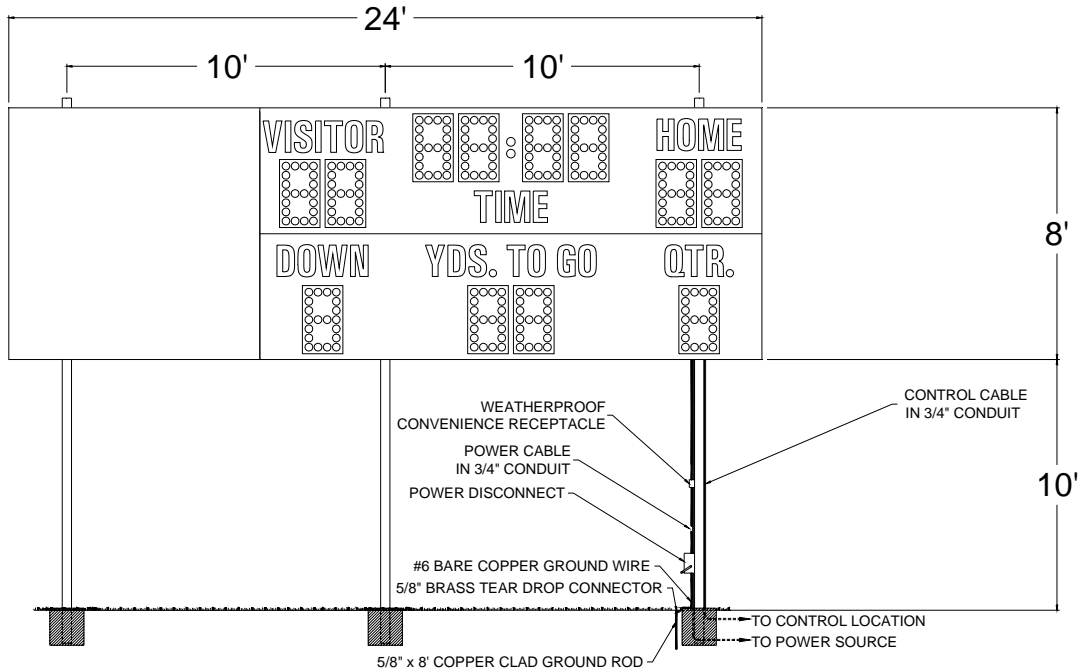 24'
10' 10'
VISITOR 88:88 HOME
88 TIME 88
DOWN YDS. TO GO QTR.
8 88 8
8'
10'
WEATHERPROOF
CONVENIENCE RECEPTACLE
POWER CABLE
IN 3/4" CONDUIT
POWER DISCONNECT
#6 BARE COPPER GROUND WIRE
5/8" BRASS TEAR DROP CONNECTOR
5/8" x 8' COPPER CLAD GROUND ROD
CONTROL CABLE
IN 3/4" CONDUIT
TO CONTROL LOCATION
TO POWER SOURCE